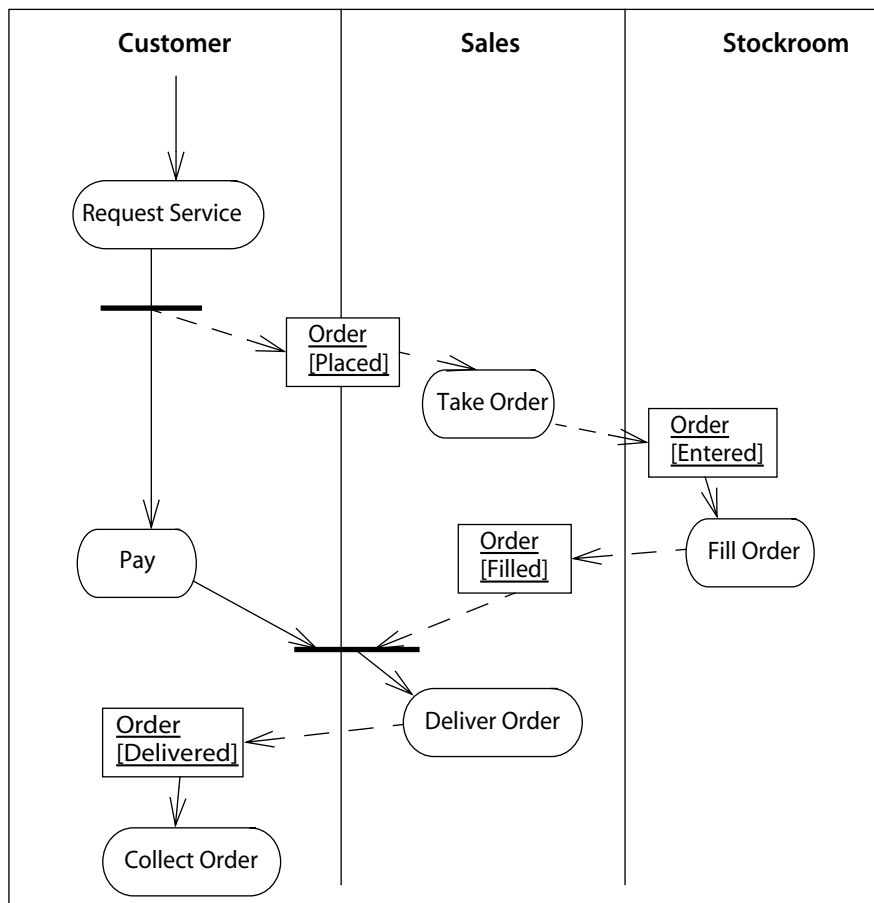 Customer
Sales
Stockroom
Request Service
Order
[Placed]
Take Order
Order
[Entered]
Pay
Order
[Filled]
Fill Order
Order
[Delivered]
Deliver Order
Collect Order